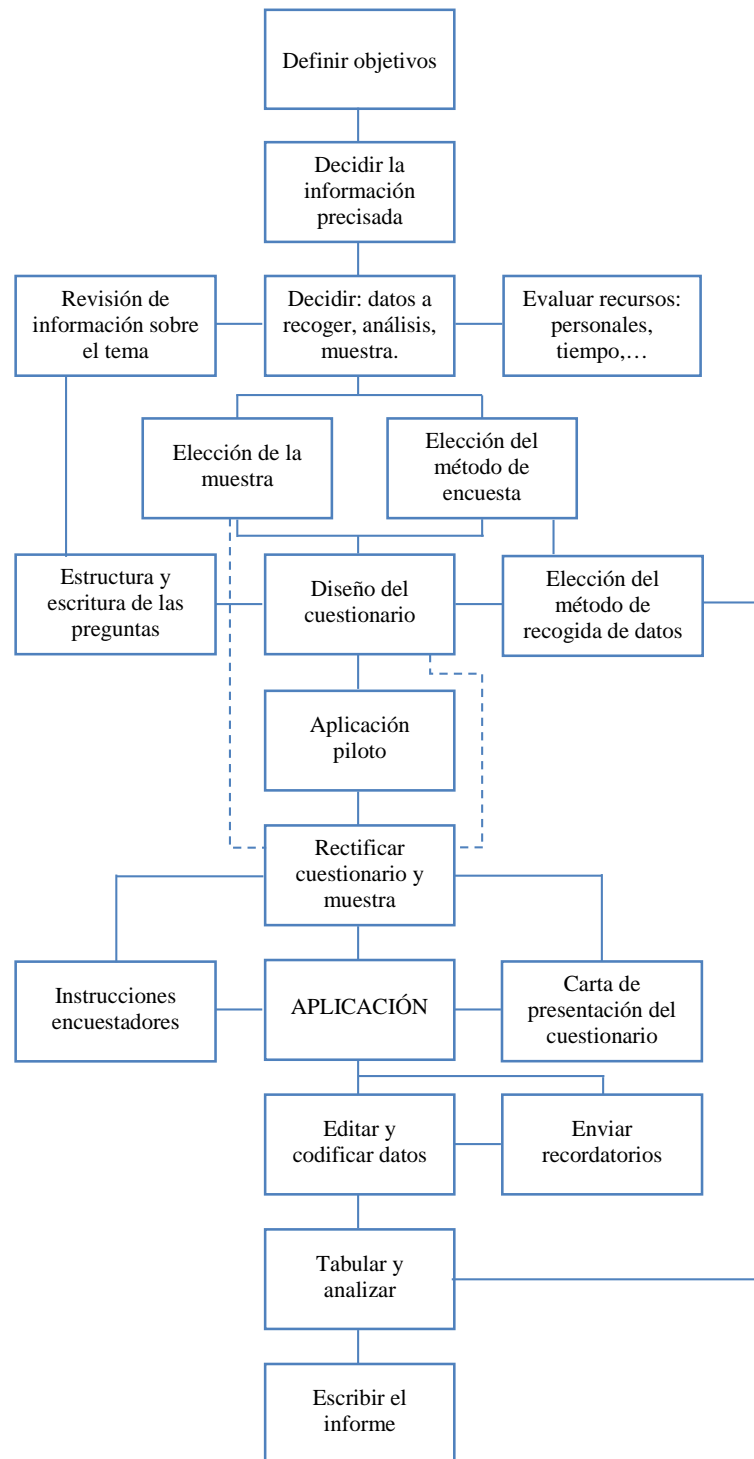 Definir objetivos
Decidir la
información
precisada
Revisión de
información sobre
el tema
Decidir: datos a
recoger, análisis,
muestra.
Evaluar recursos:
personales,
tiempo,…
Elección de la
muestra
Elección del
método de
encuesta
Estructura y
escritura de las
preguntas
Diseño del
cuestionario
Elección del
método de
recogida de datos
Aplicación
piloto
Rectificar
cuestionario y
muestra
Instrucciones
encuestadores
APLICACIÓN
Carta de
presentación del
cuestionario
Editar y
codificar datos
Enviar
recordatorios
Tabular y
analizar
Escribir el
informe